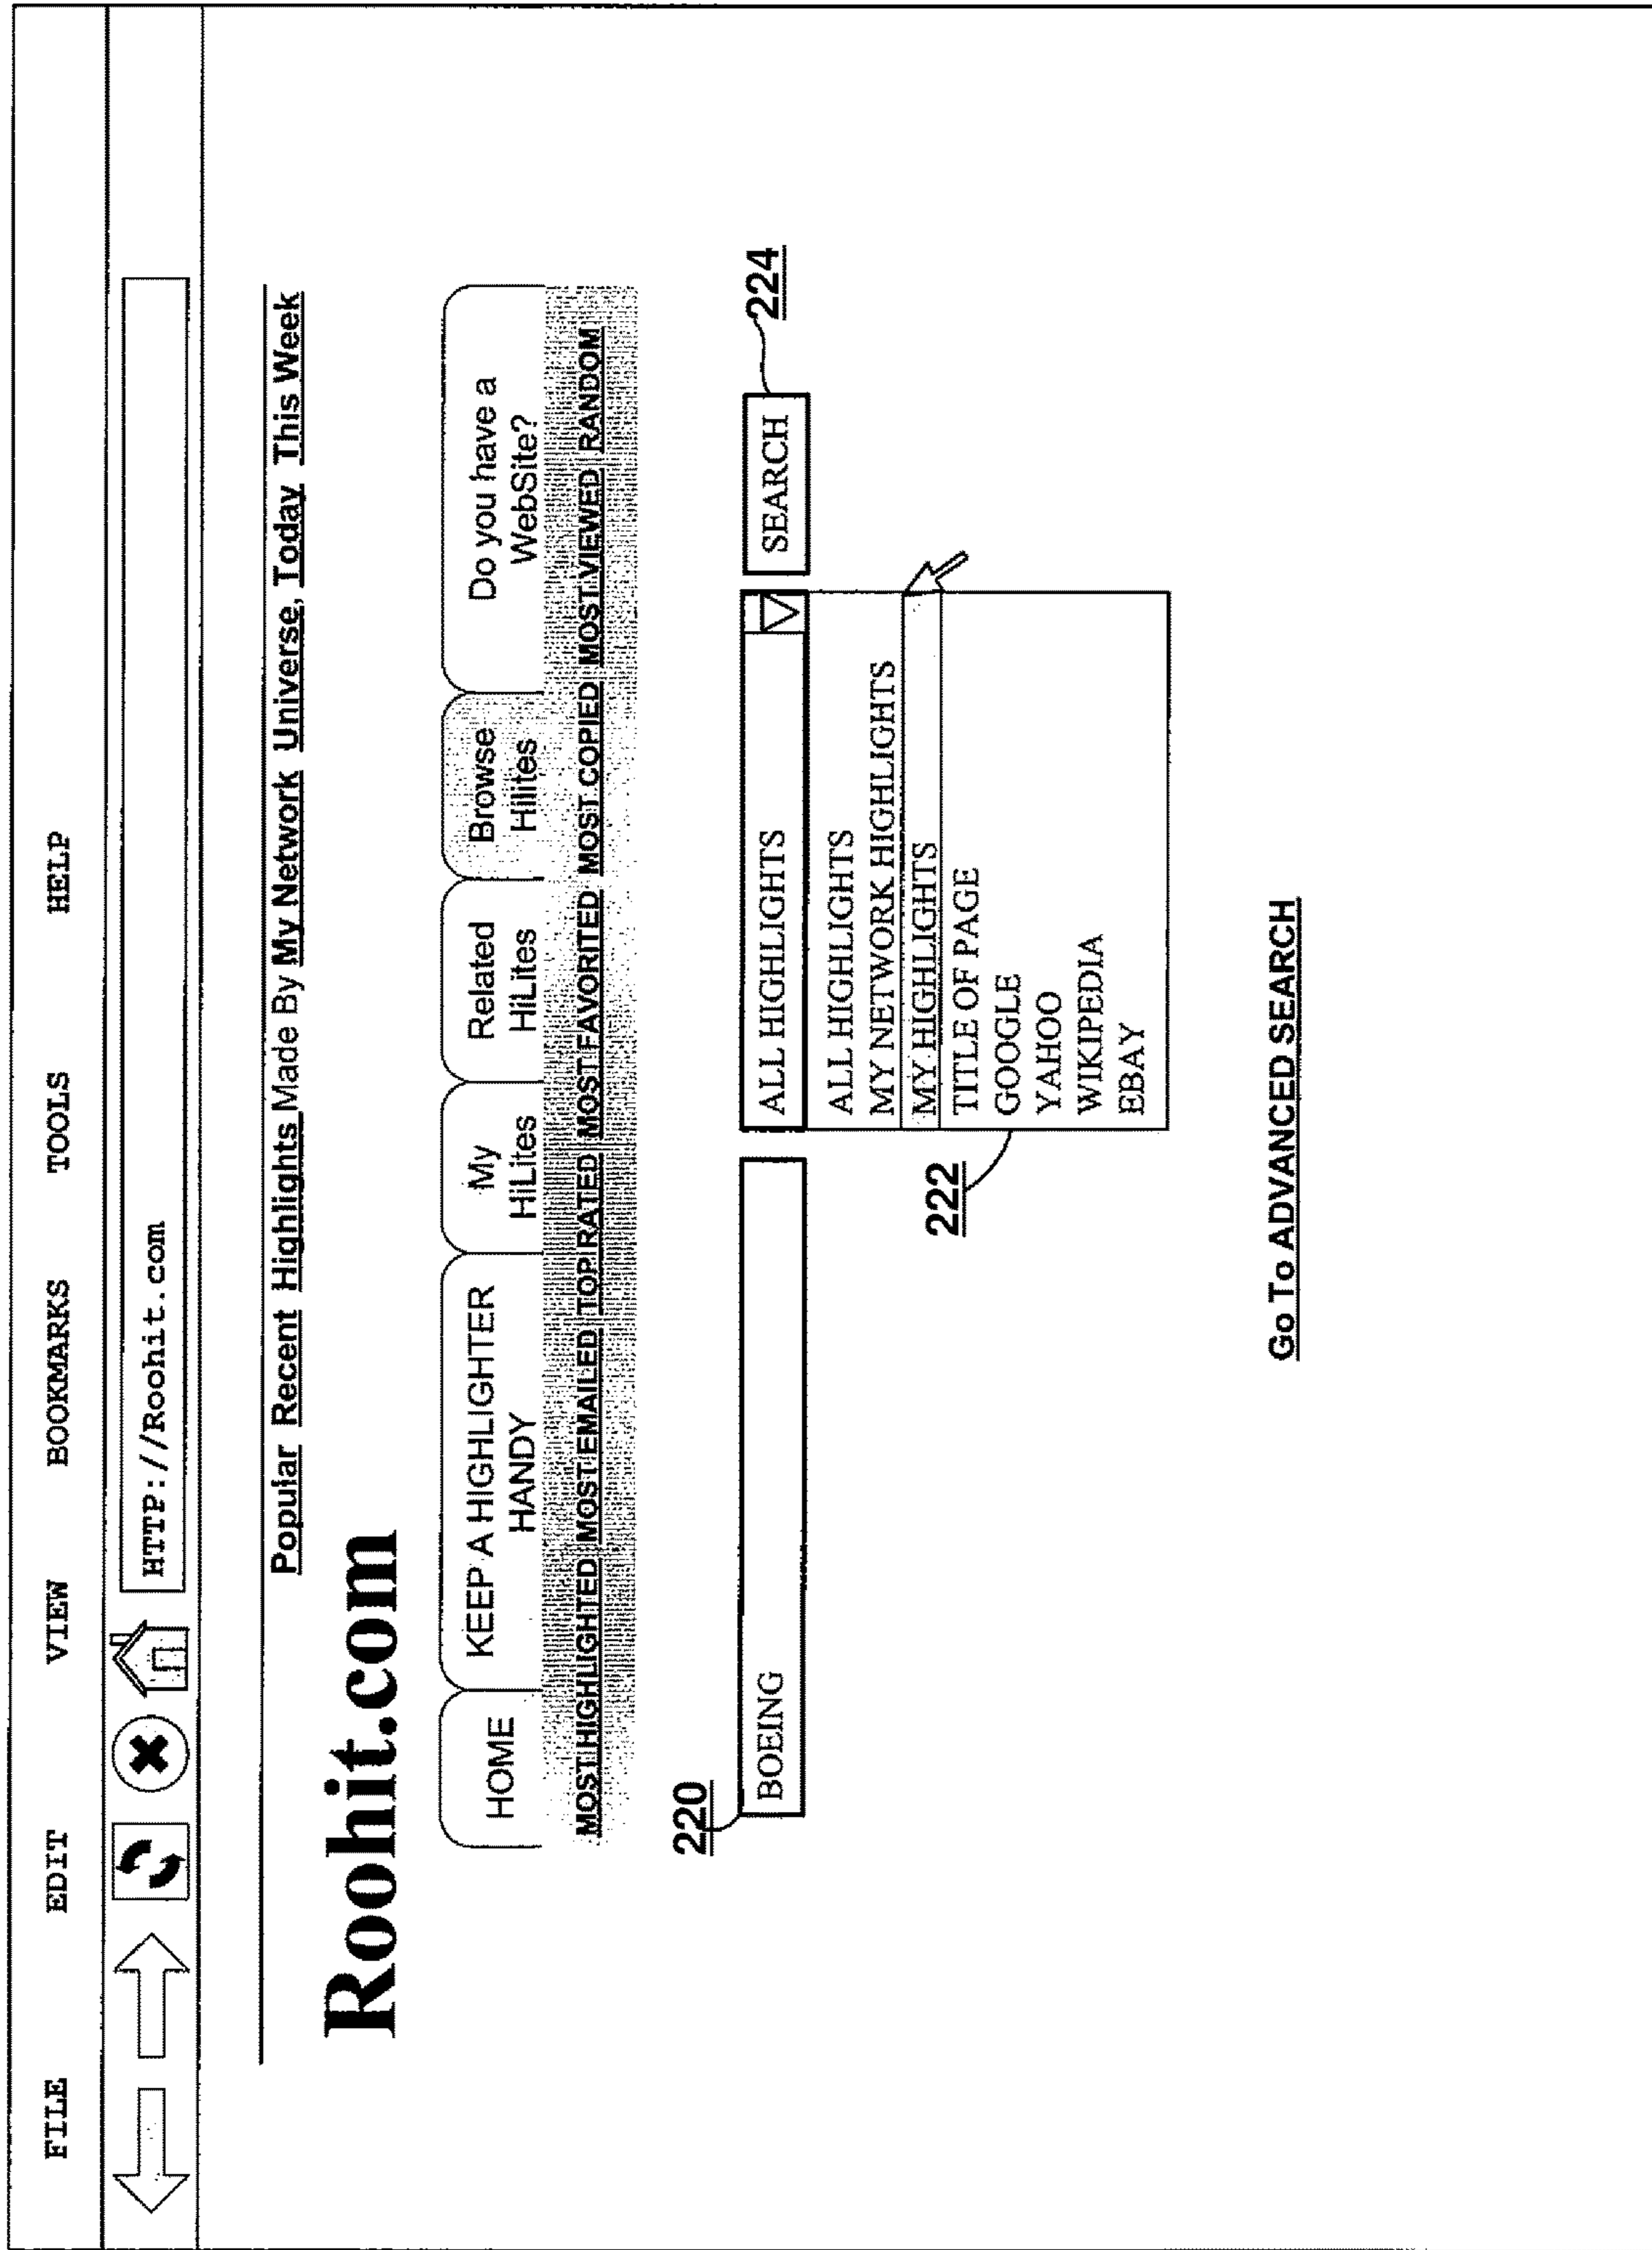 FILE EDIT VIEW BOOKMARKS TOOLS HELP
HTTP://Roohit.com
Popular Recent Highlights Made By My Network Universe, Today This Week
Roohit.com
HOME
KEEP A HIGHLIGHTER
HANDY
My
HiLites
Related
HiLites
Browse
Hilites
Do you have a
WebSite?
MOST HIGHLIGHTED MOST EMAILED TOP RATED MOST FAVORITED MOST COPIED MOST VIEWED RANDOM
220
224
BOEING
ALL HIGHLIGHTS
SEARCH
ALL HIGHLIGHTS
MY NETWORK HIGHLIGHTS
MY HIGHLIGHTS
TITLE OF PAGE
GOOGLE
YAHOO
WIKIPEDIA
EBAY
222
Go To ADVANCED SEARCH